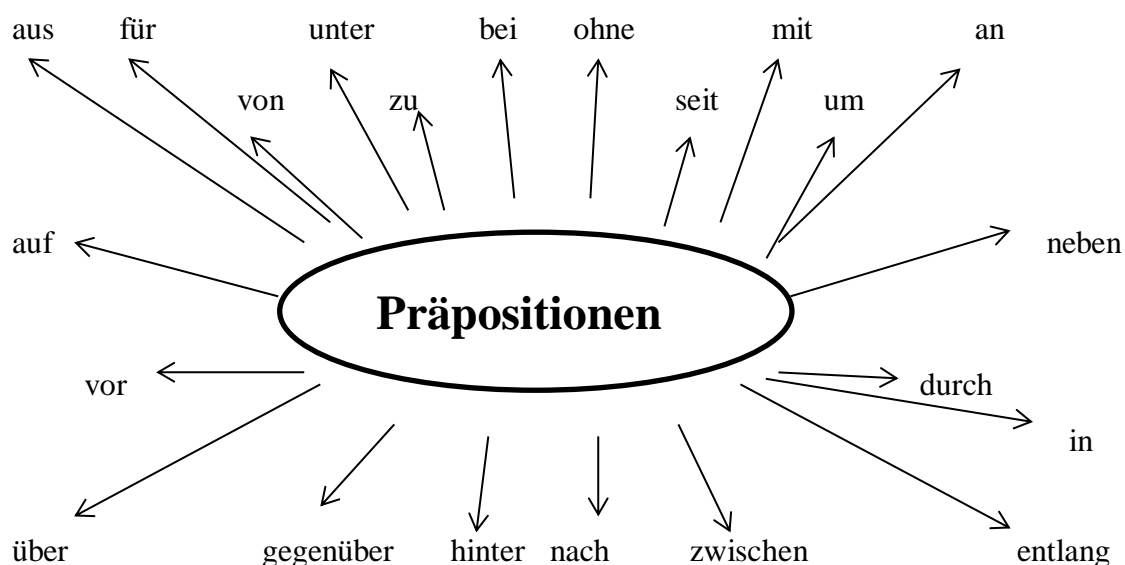 aus für unter bei ohne mit an
von zu seit um
auf neben
Präpositionen
vor durch
in
über gegenüber hinter nach zwischen entlang